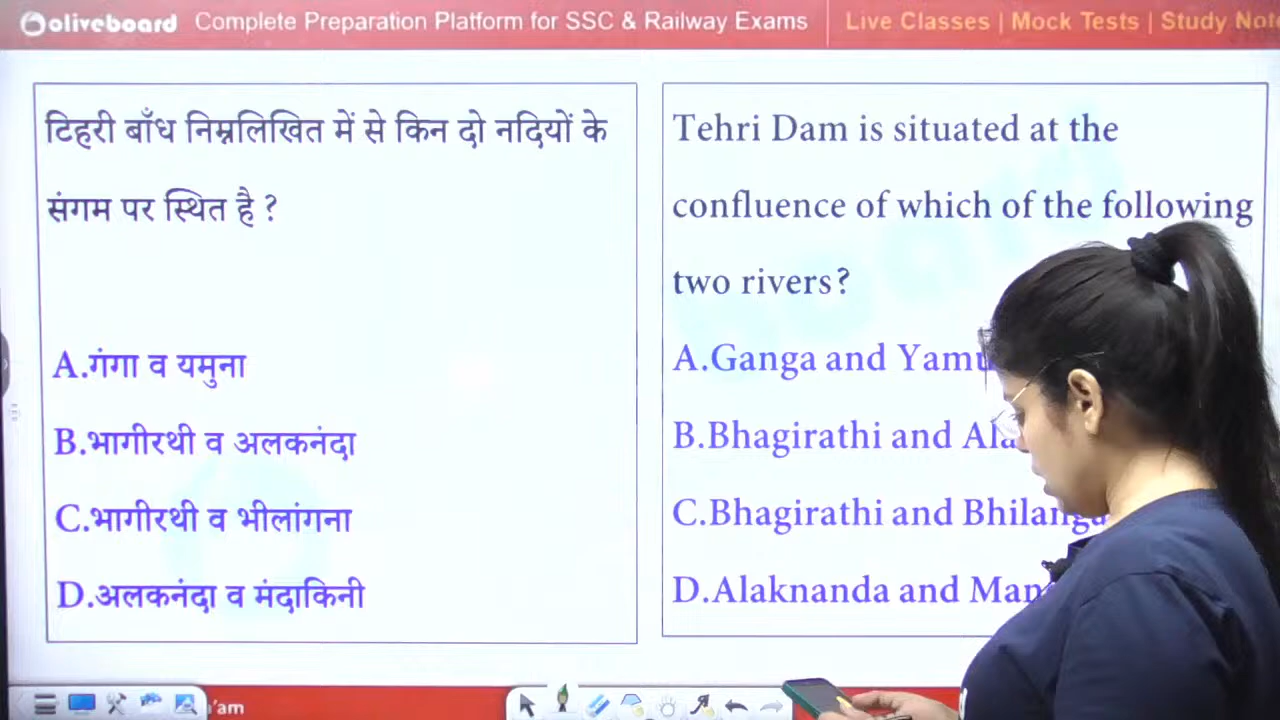 oliveboard Complete Preparation Platform for SSC & Railway Exams Live Classes | Mock Tests | Study
टिहरी बाँध निम्नलिखित में से किन दो नदियों के
संगम पर स्थित है ?
A.गंगा व यमुना
B.भागीरथी व अलकनंदा
C.भागीरथी व भीलांगना
D.अलकनंदा व मंदाकिनी
Tehri Dam is situated at the
confluence of which of the following
two rivers?
A.Ganga and
B.Bhagirathi and
C.Bhagirathi and
D.Alaknanda and